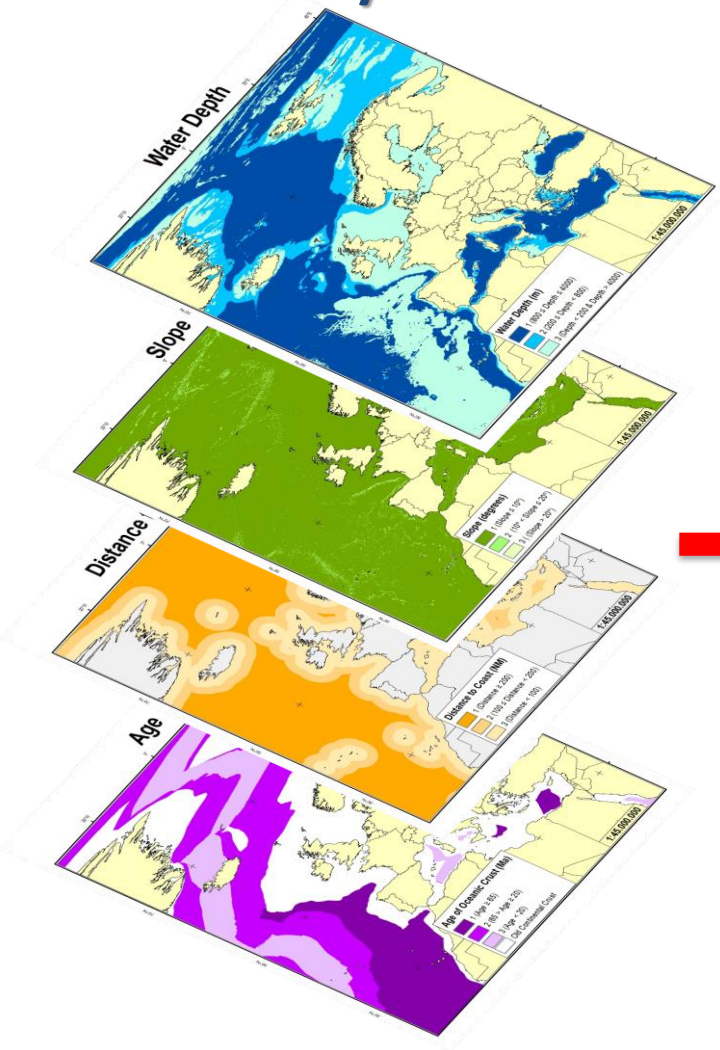 Water Depth
1:45.000.000
Water Depth (m)
1 (800 ≤ Depth ≤ 4000)
2 (200 ≤ Depth < 800)
3 (Depth < 200 & Depth > 4000)
Slope
1:45.000.000
Slope (degrees)
1 (Slope ≤ 10°)
2 (10° < Slope ≤ 20°)
3 (Slope > 20°)
Distance
1:45.000.000
Distance to Coast (NM)
1 (Distance ≥ 200)
2 (100 ≤ Distance < 200)
3 (Distance < 100)
Age
1:45.000.000
Age of Oceanic Crust (Ma)
1 (Age ≥ 65)
2 (65 > Age ≥ 20)
3 (Age < 20)
Old Continental Crust